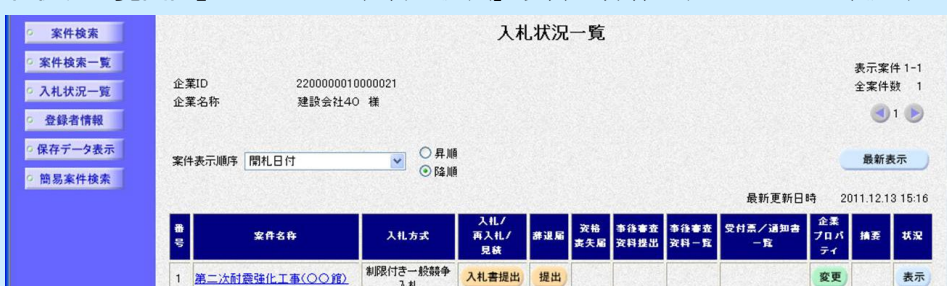 案件検索
案件検索一覧
入札状況一覧
登録者情報
保存データ表示
簡易案件検索
入札状況一覧
表示案件 1-1
全案件数 1
1
企業ID 2200000010000021
企業名称 建設会社40 様
案件表示順序 開札日付
昇順
降順
最新表示
最新更新日時 2011.12.13 15:16
番号 案件名称 入札方式 入札/再入札/見積 辞退届 資格喪失届 事後審査資料提出 事後審査資料一覧 受付票/通知書一覧 企業プロパティ 摘要 状況
1 第二次耐震強化工事(〇〇館) 制限付き一般競争入札 入札書提出 提出 変更 表示